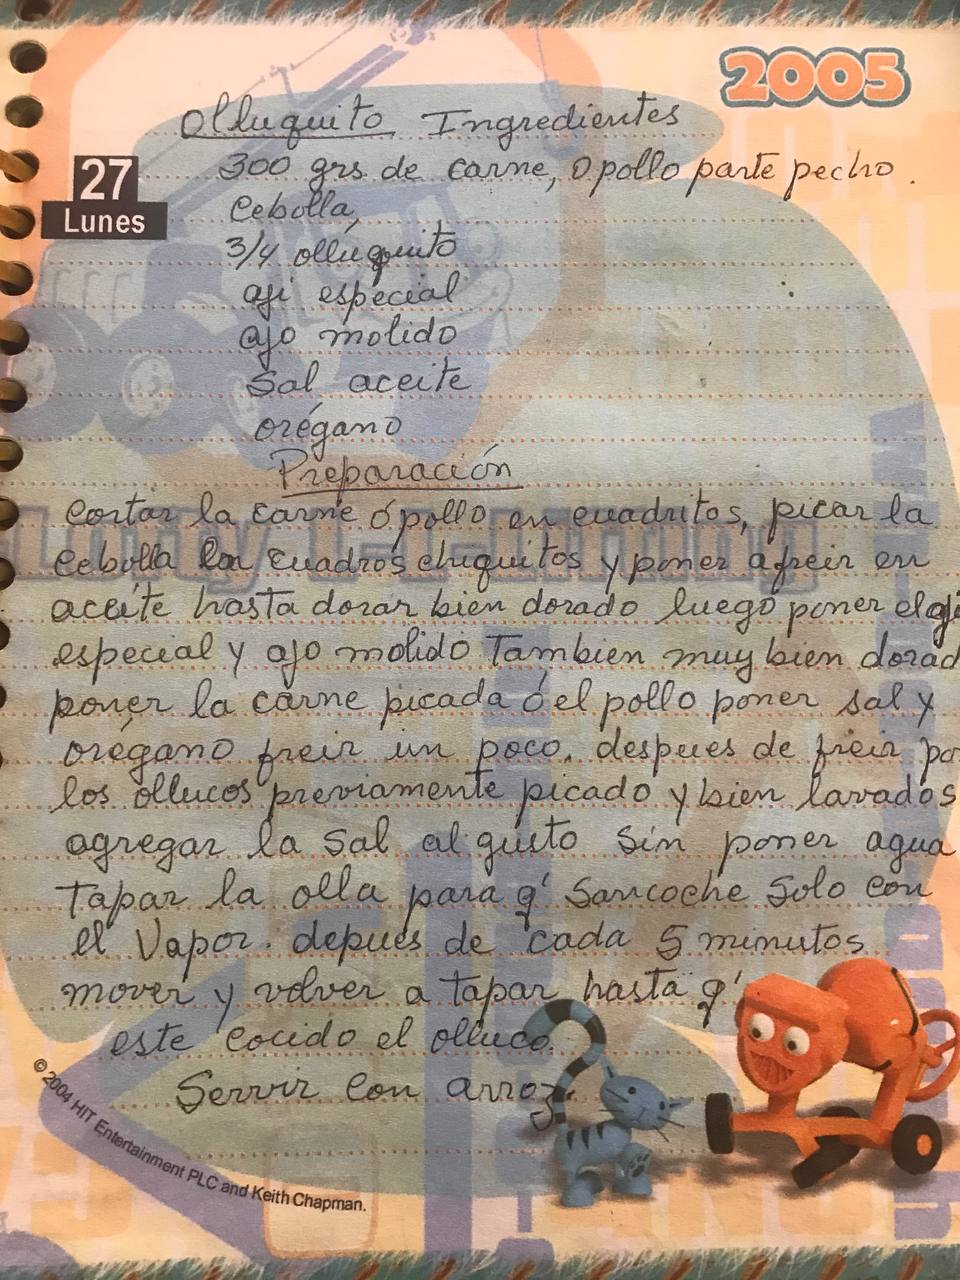 2005
Olluquito Ingredientes
27
Lunes
300 grs de carne, o pollo parte pecho.
Cebolla,
3/4 ollúquito
aji especial
ajo molido
Sal aceite
orégano
Preparación
Cortar la carne ó pollo en cuadritos, picar la
Cebolla en cuadros chiquitos y poner a freir en
aceite hasta dorar bien dorado luego poner el aji
especial y ajo molido Tambien muy bien dorad
poner la carne picada ó el pollo poner sal y
orégano freir un poco. despues de freir po
los ollucos previamente picado y bien lavados
agregar la Sal al gusto Sin poner agua
Tapar la olla para q' Sancoche Solo con
el Vapor. depues de cada 5 minutos
mover y volver a tapar hasta q'
este cocido el olluco.
Servir con arroz
© 2004 HIT Entertainment PLC and Keith Chapman.